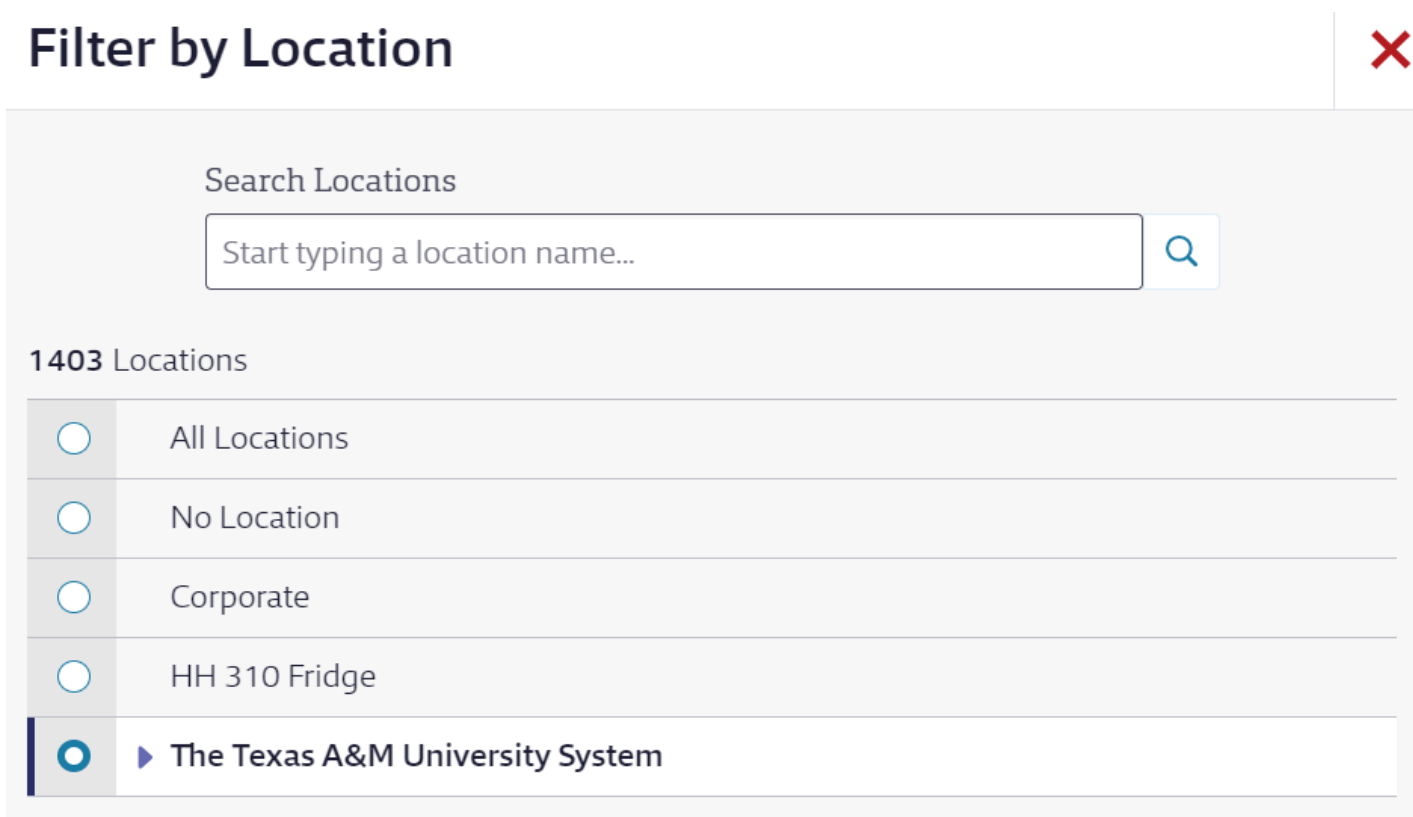 Filter by Location
Search Locations
Start typing a location name...
1403 Locations
All Locations
No Location
Corporate
HH 310 Fridge
The Texas A&M University System